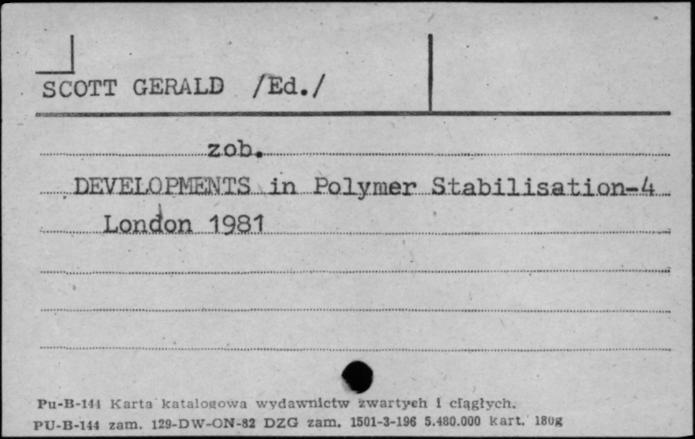 SCOTT GERALD /Ed./
zob.
DEVELOPMENTS in Polymer Stabilisation-4
London 1981
Pu-B-144 Karta katalogowa wydawnictw zwartych i ciągłych.
PU-B-144 zam. 129-DW-ON-82 DZG zam. 1501-3-196 5.480.000 kart. 180g